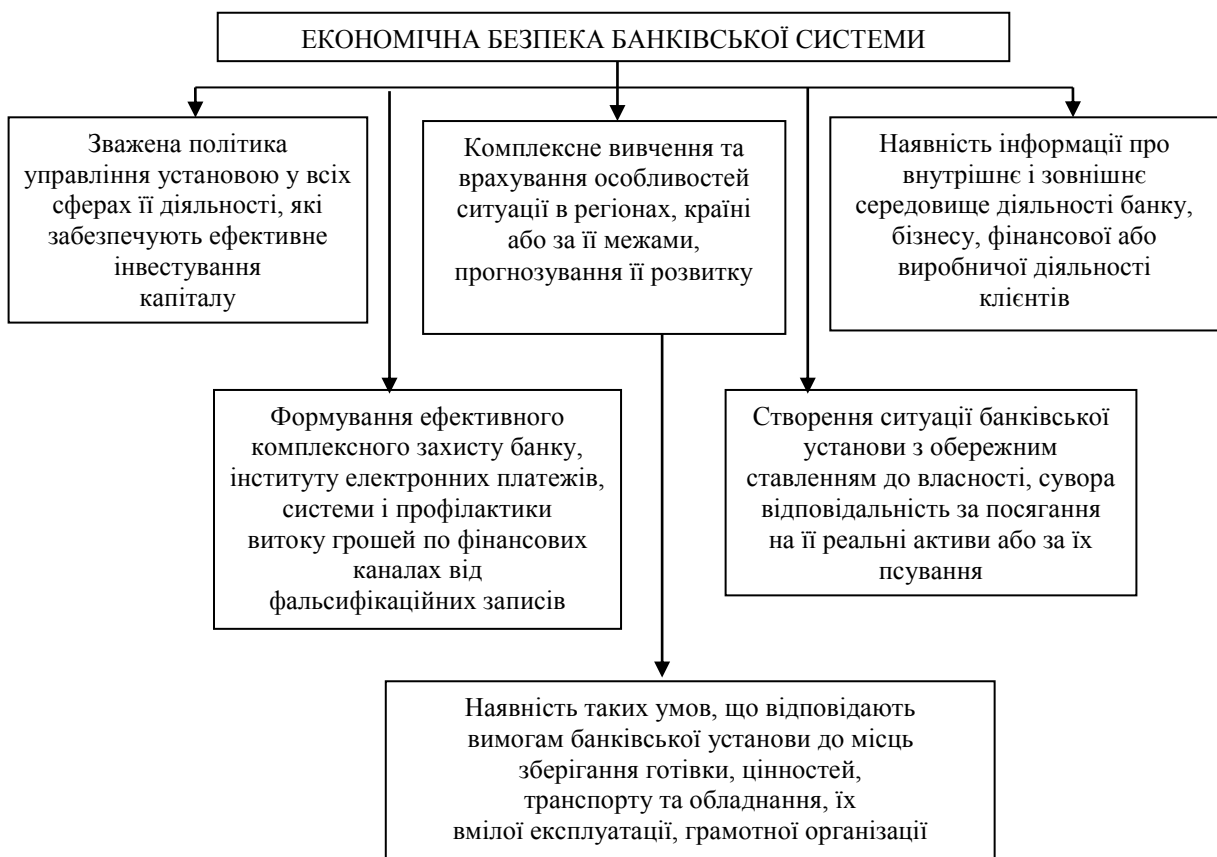 ЕКОНОМІЧНА БЕЗПЕКА БАНКІВСЬКОЇ СИСТЕМИ
Зважена політика
управління установою у всіх
сферах її діяльності, які
забезпечують ефективне
інвестування
капіталу
Комплексне вивчення та
врахування особливостей
ситуації в регіонах, країні
або за її межами,
прогнозування її розвитку
Наявність інформації про
внутрішнє і зовнішнє
середовище діяльності банку,
бізнесу, фінансової або
виробничої діяльності
клієнтів
Формування ефективного
комплексного захисту банку,
інституту електронних платежів,
системи і профілактики
витоку грошей по фінансових
каналах від
фальсифікаційних записів
Створення ситуації банківської
установи з обережним
ставленням до власності, сувора
відповідальність за посягання
на її реальні активи або за їх
псування
Наявність таких умов, що відповідають
вимогам банківської установи до місць
зберігання готівки, цінностей,
транспорту та обладнання, їх
вмілої експлуатації, грамотної організації